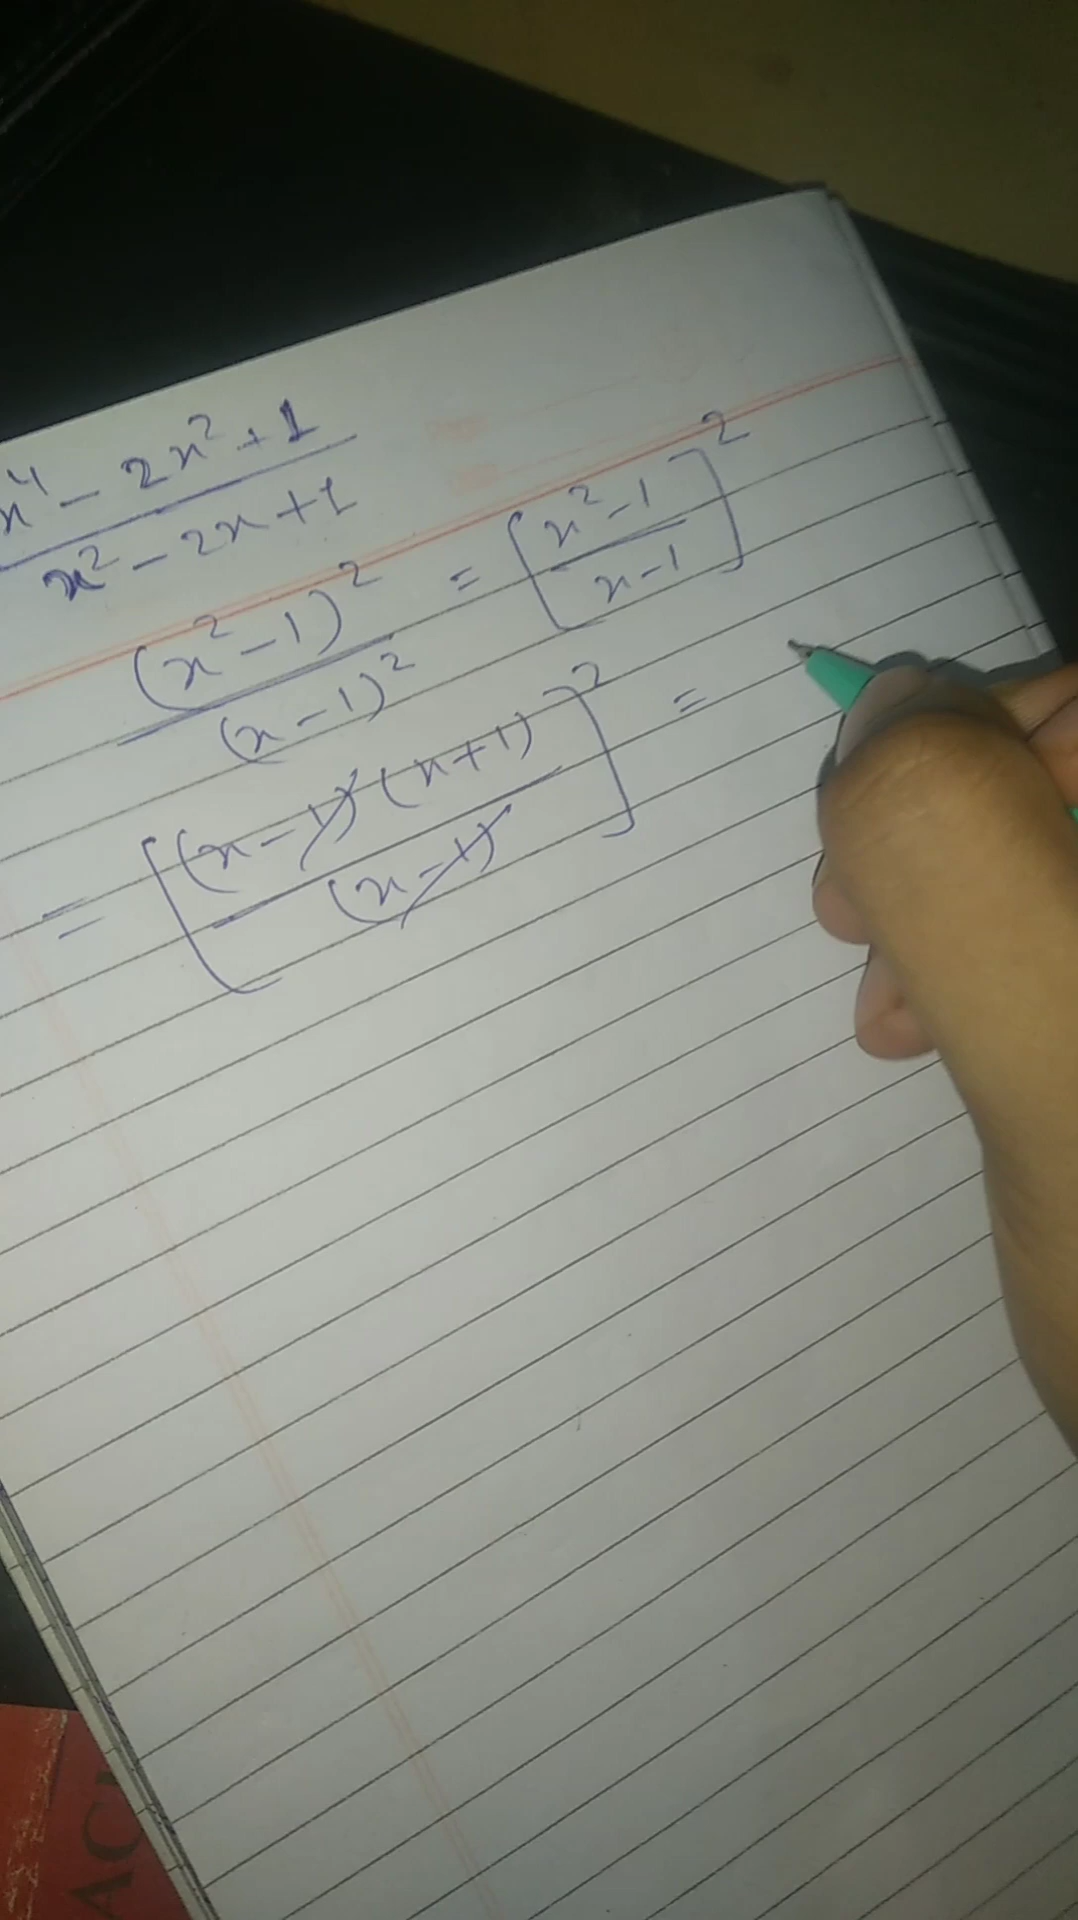 x⁴ - 2x² + 1
x² - 2x + 1
(x² - 1)² / (x - 1)² = [x² - 1 / x - 1]²
= [(x - 1)(x + 1) / (x - 1)]² =
AC